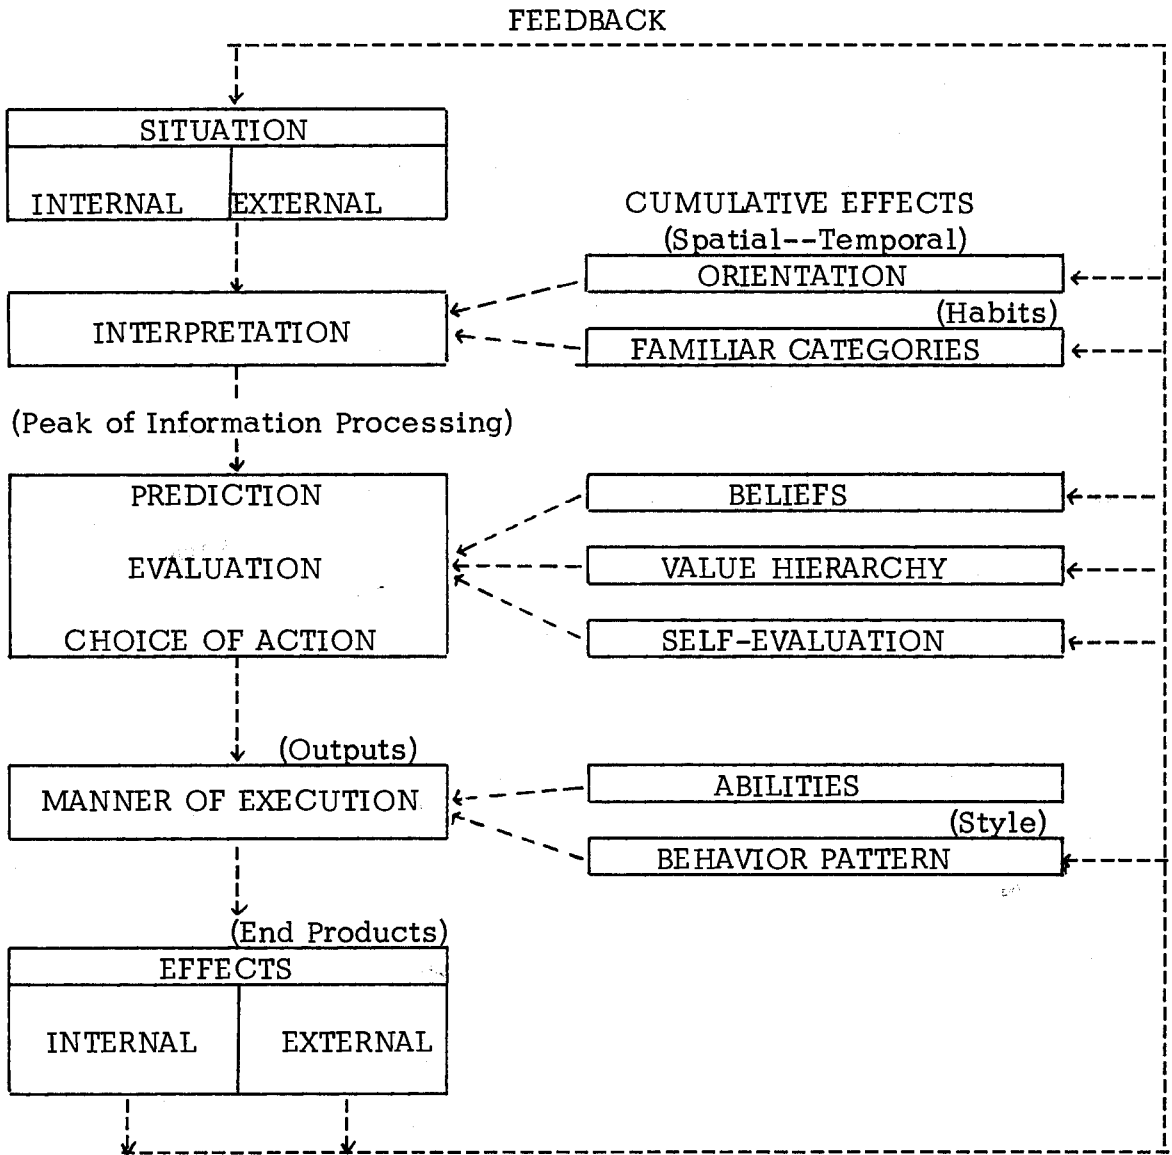 FEEDBACK
SITUATION
INTERNAL EXTERNAL
CUMULATIVE EFFECTS
(Spatial--Temporal)
ORIENTATION
(Habits)
INTERPRETATION
FAMILIAR CATEGORIES
(Peak of Information Processing)
PREDICTION
BELIEFS
EVALUATION
VALUE HIERARCHY
CHOICE OF ACTION
SELF-EVALUATION
(Outputs)
MANNER OF EXECUTION
ABILITIES
(Style)
BEHAVIOR PATTERN
(End Products)
EFFECTS
INTERNAL EXTERNAL